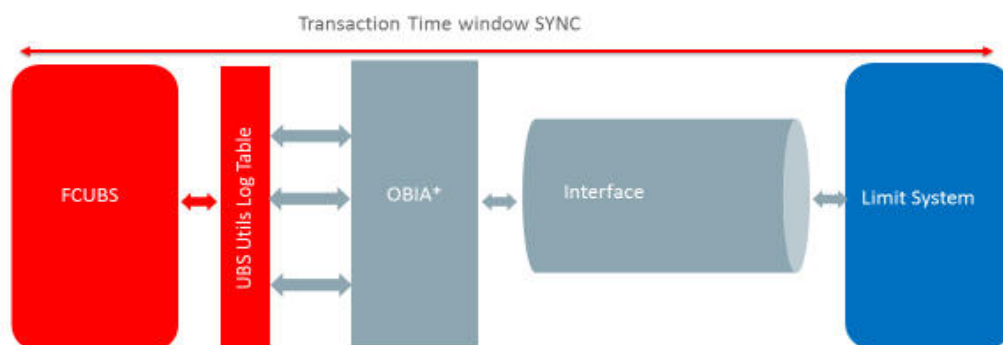 Transaction Time window SYNC
FCUBS
UBS Utils Log Table
OBIA*
Interface
Limit System